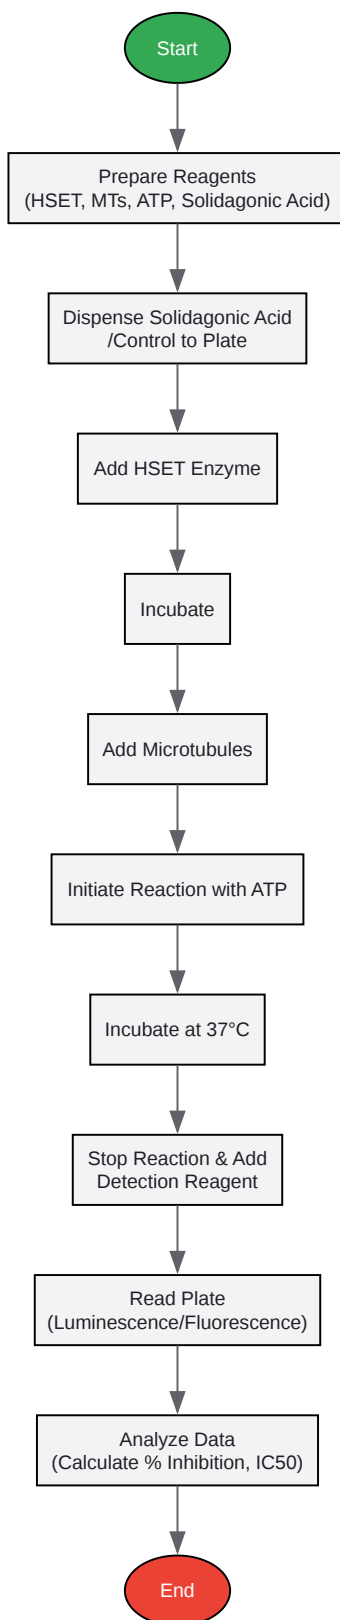 Start
Prepare Reagents
(HSET, MTs, ATP, Solidagonic Acid)
Dispense Solidagonic Acid
/Control to Plate
Add HSET Enzyme
Incubate
Add Microtubules
Initiate Reaction with ATP
Incubate at 37°C
Stop Reaction & Add
Detection Reagent
Read Plate
(Luminescence/Fluorescence)
Analyze Data
(Calculate % Inhibition, IC50)
End